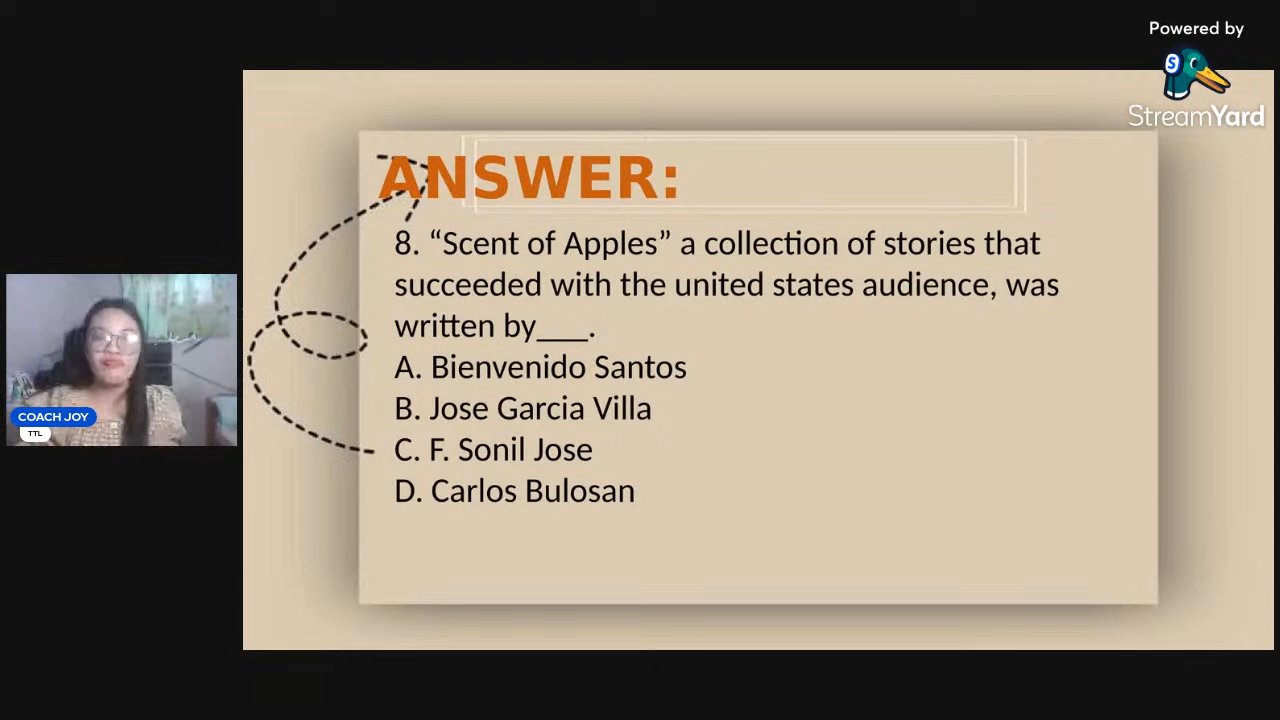 Powered by
S
StreamYard
ANSWER:
8. “Scent of Apples” a collection of stories that
succeeded with the united states audience, was
written by___.
A. Bienvenido Santos
B. Jose Garcia Villa
C. F. Sonil Jose
D. Carlos Bulosan
COACH JOY
TTL